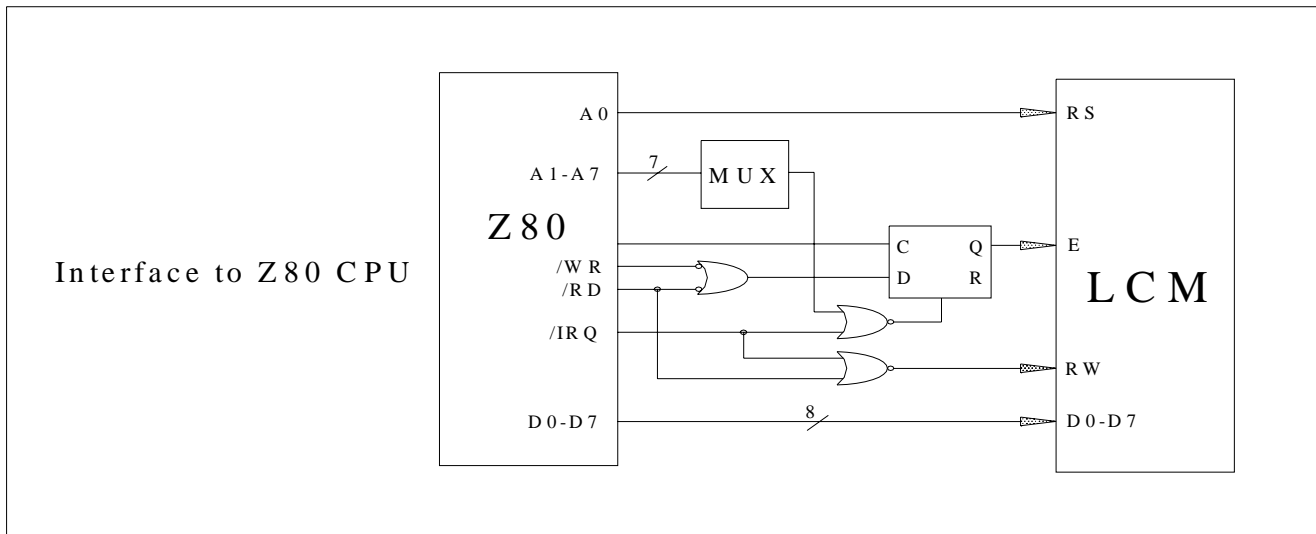 Interface to Z80 CPU
Z80
A0
A1-A7
/WR
/RD
/IRQ
D0-D7
7
MUX
C Q
D R
8
LCM
RS
E
RW
D0-D7